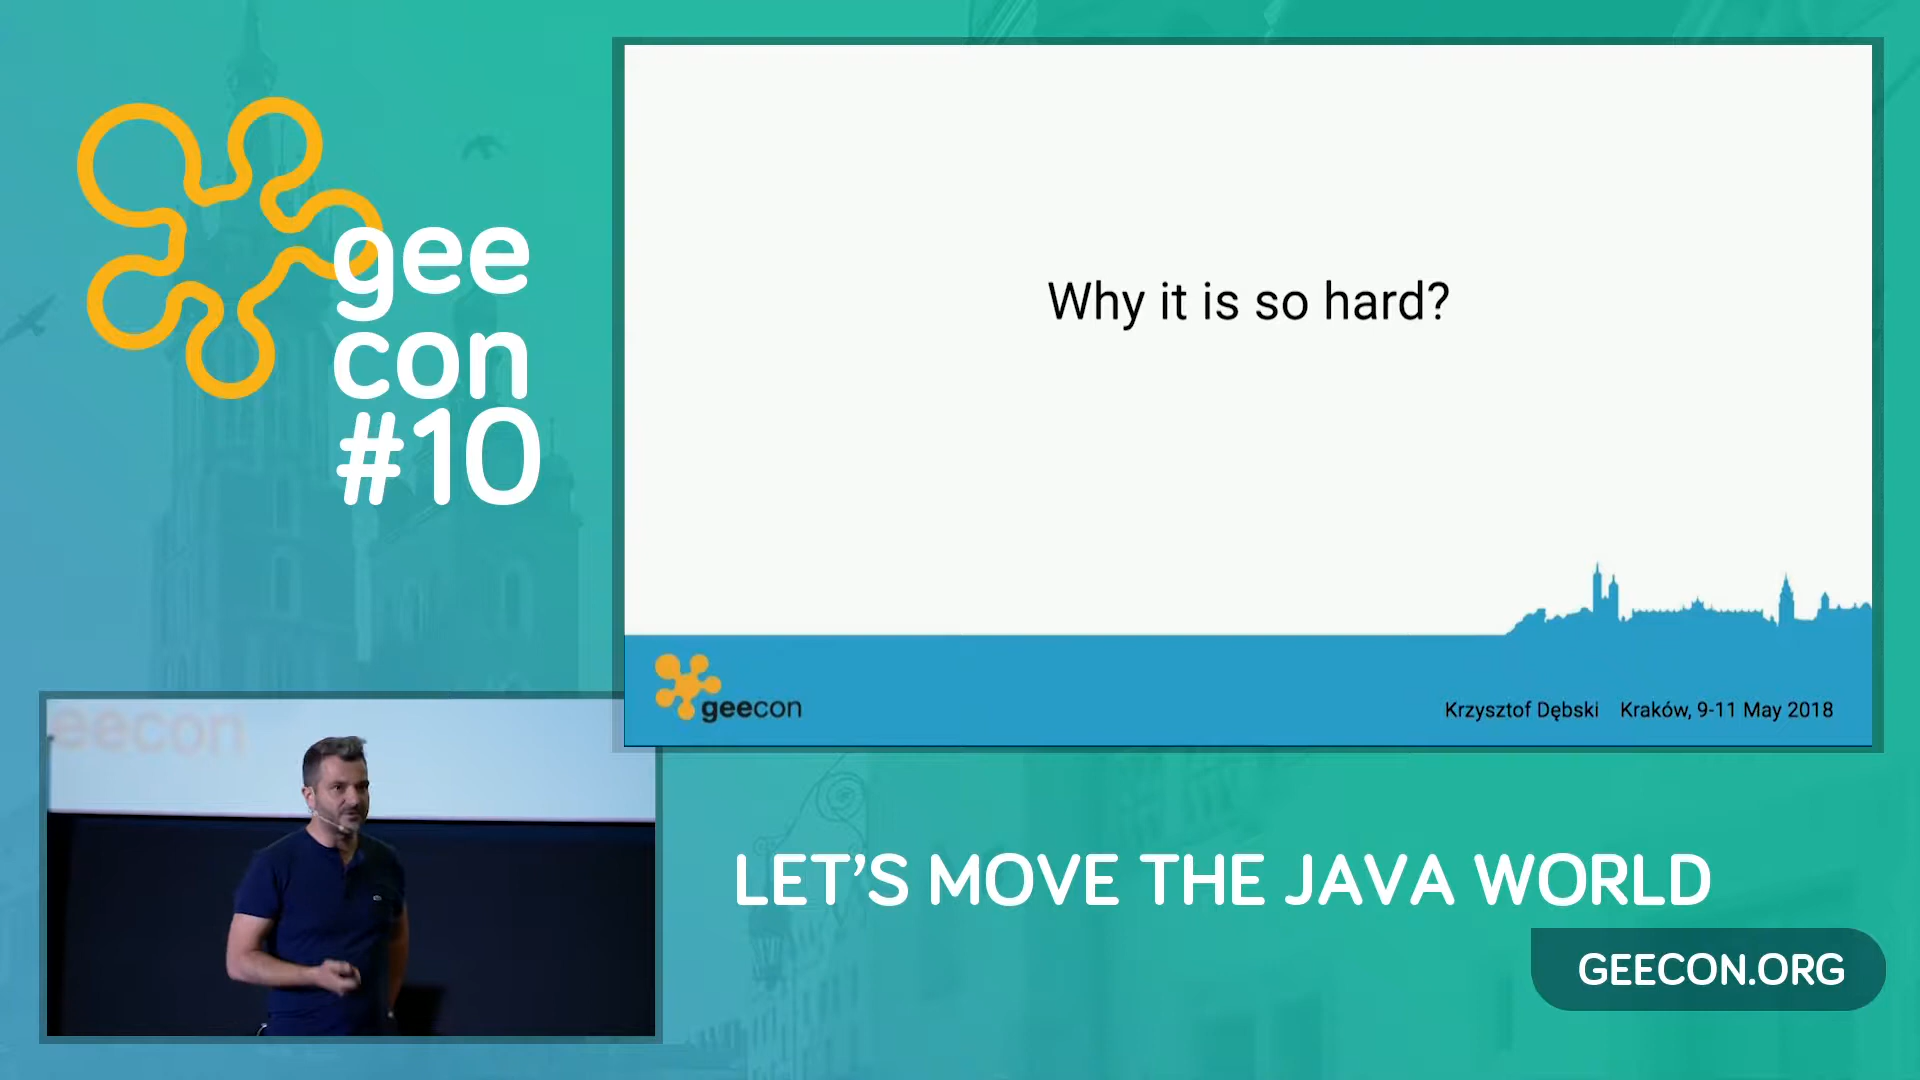 gee
con
#10
Why it is so hard?
geecon
Krzysztof Dębski Kraków, 9-11 May 2018
eecon
LET'S MOVE THE JAVA WORLD
GEECON.ORG